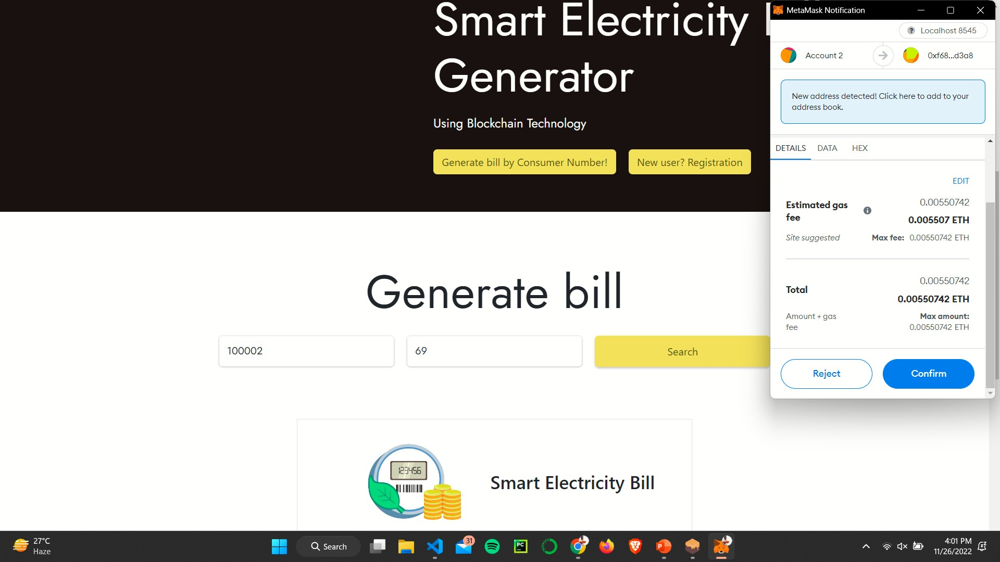 Smart Electricity
Generator
Using Blockchain Technology
Generate bill by Consumer Number!
New user? Registration
Generate bill
100002
69
Search
123456
Smart Electricity Bill
MetaMask Notification
Localhost 8545
Account 2
0xf68...d3a8
New address detected! Click here to add to your
address book.
DETAILS
DATA
HEX
EDIT
Estimated gas
fee
0.00550742
0.005507 ETH
Site suggested
Max fee: 0.00550742 ETH
Total
0.00550742
0.00550742 ETH
Amount + gas
fee
Max amount:
0.00550742 ETH
Reject
Confirm
27°C
Haze
Search
31
PC
P
4:01 PM
11/26/2022